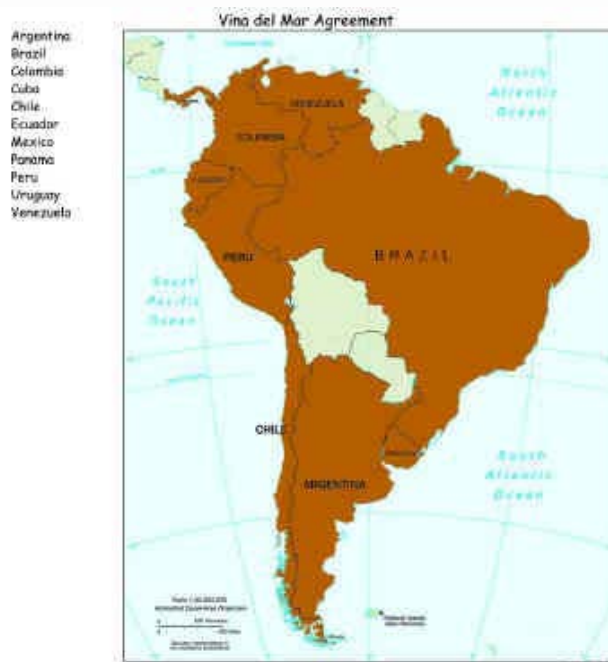 Vina del Mar Agreement
Argentina
Brazil
Colombia
Cuba
Chile
Ecuador
Mexico
Panama
Peru
Uruguay
Venezuela
North
Atlantic
Ocean
VENEZUELA
COLOMBIA
PERU
BRAZIL
South
Pacific
Ocean
CHILE
ARGENTINA
South
Atlantic
Ocean